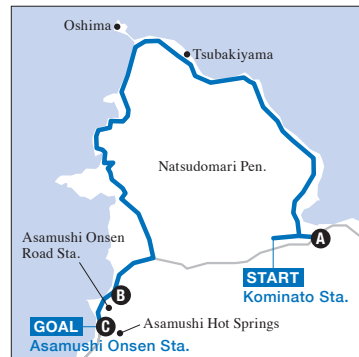 Oshima
Tsubakiyama
Natsudomari Pen.
A
START
Kominato Sta.
Asamushi Onsen
Road Sta.
B
C
GOAL
Asamushi Hot Springs
Asamushi Onsen Sta.